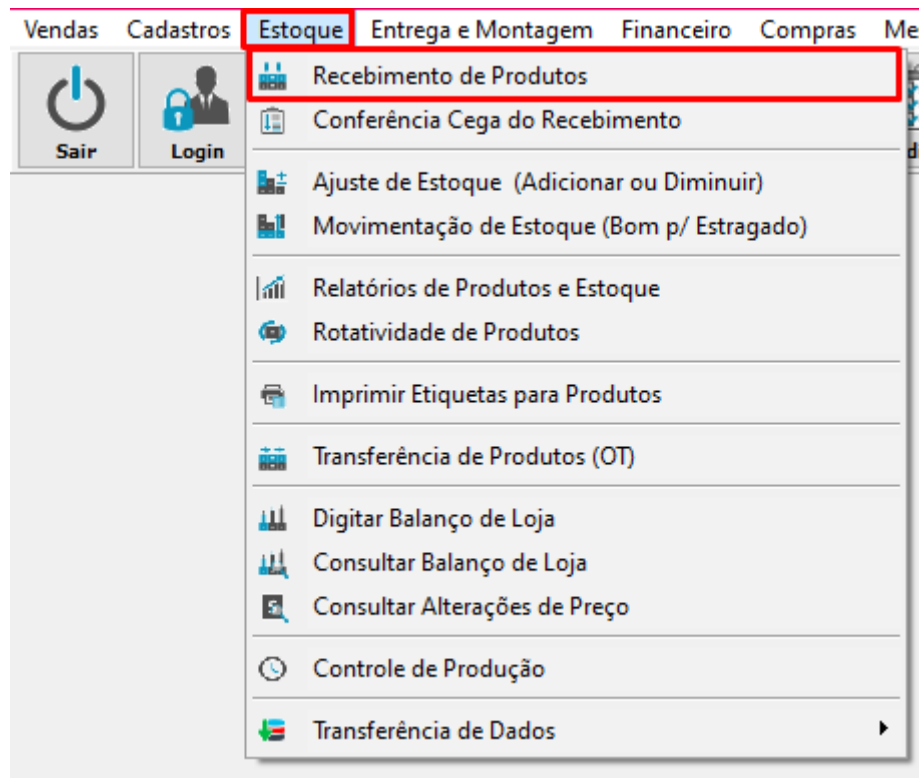 Vendas Cadastros Estoque Entrega e Montagem Financeiro Compras Me
Sair
Login
Recebimento de Produtos
Conferência Cega do Recebimento
Ajuste de Estoque (Adicionar ou Diminuir)
Movimentação de Estoque (Bom p/ Estragado)
Relatórios de Produtos e Estoque
Rotatividade de Produtos
Imprimir Etiquetas para Produtos
Transferência de Produtos (OT)
Digitar Balanço de Loja
Consultar Balanço de Loja
Consultar Alterações de Preço
Controle de Produção
Transferência de Dados